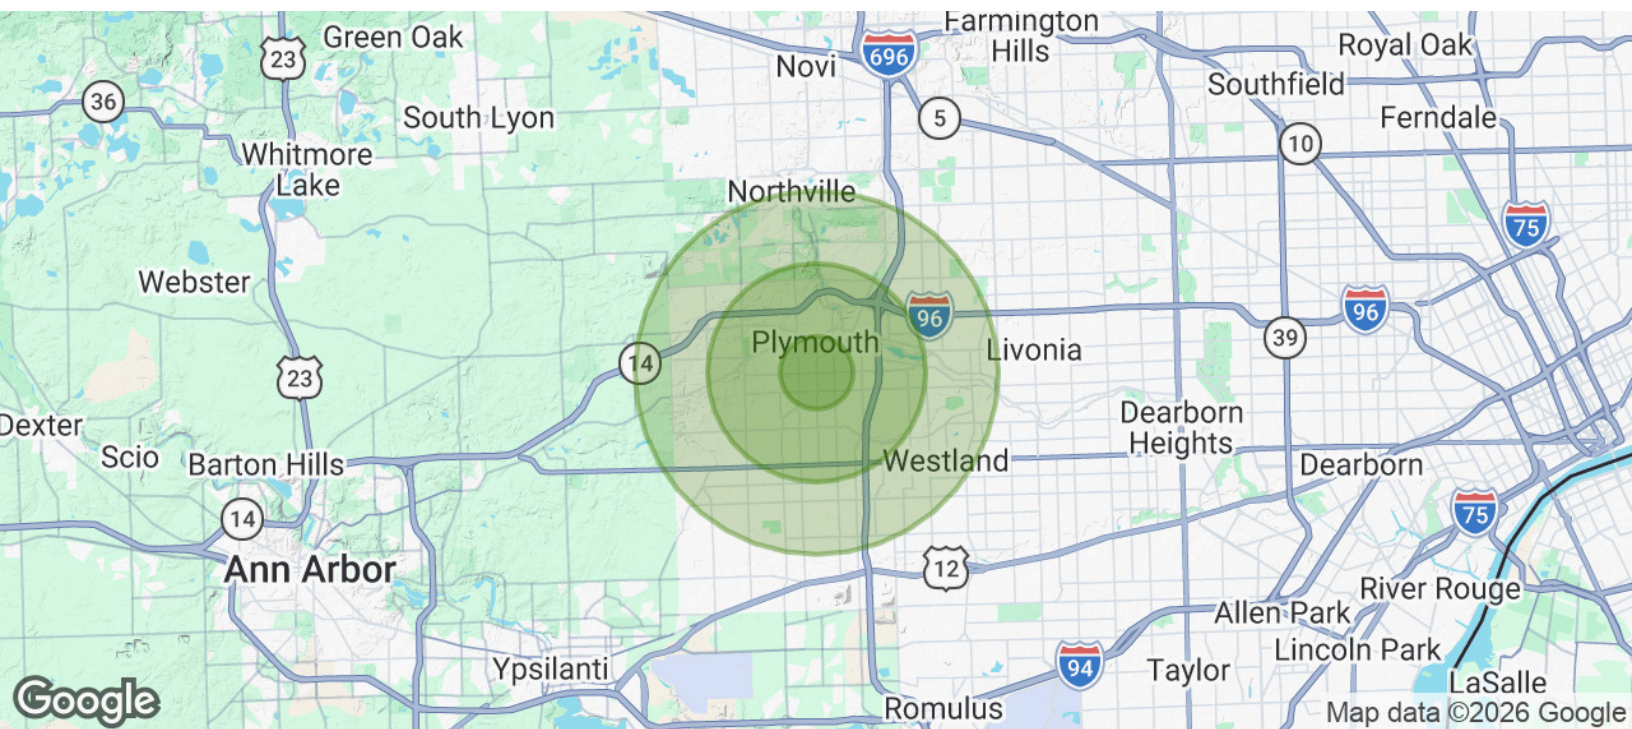 Farmington
Hills
Green Oak
23
696
Royal Oak
Novi
Southfield
36
South Lyon
5
Ferndale
10
Whitmore
Lake
Northville
75
Webster
96
96
Plymouth
39
Livonia
14
23
Dearborn
Heights
Dexter
Scio
Barton Hills
Westland
Dearborn
14
75
Ann Arbor
12
River Rouge
Allen Park
Lincoln Park
Ypsilanti
94
Taylor
LaSalle
Google
Romulus
Map data ©2026 Google